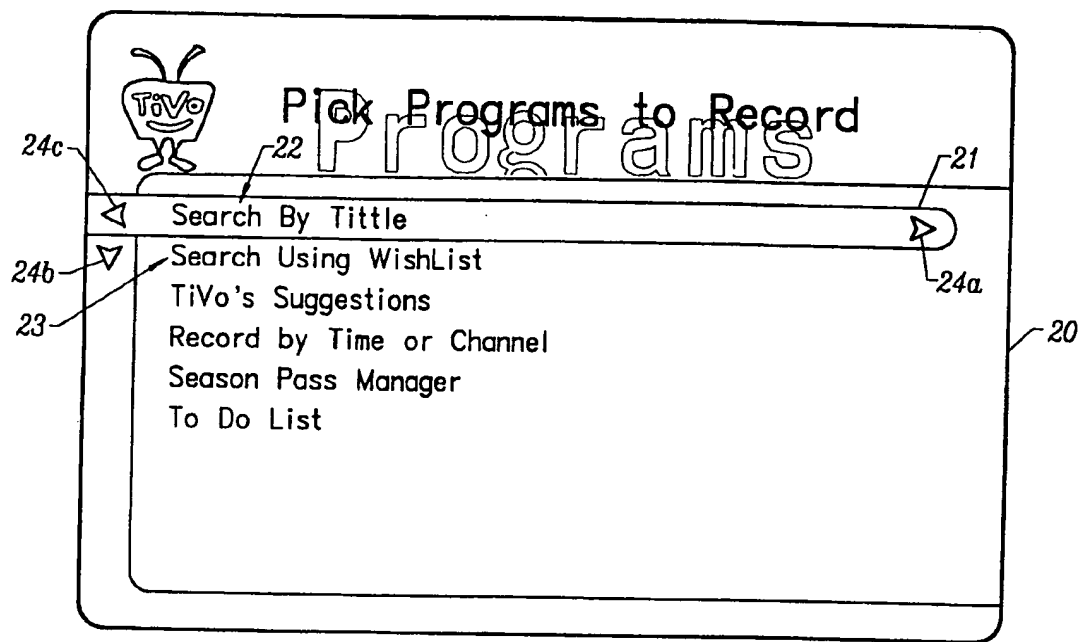 TiVo
Pick Programs to Record
Programs
24c
22
21
Search By Tittle
24b
Search Using WishList
24a
23
TiVo's Suggestions
Record by Time or Channel
20
Season Pass Manager
To Do List